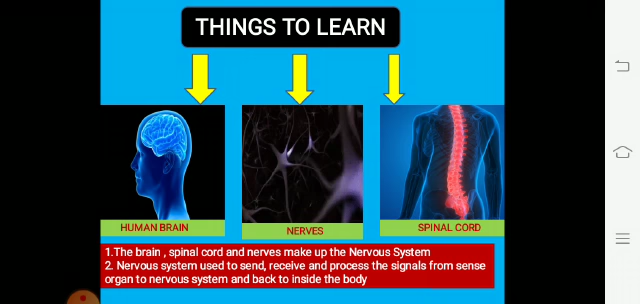 THINGS TO LEARN
HUMAN BRAIN
NERVES
SPINAL CORD
1.The brain , spinal cord and nerves make up the Nervous System
2. Nervous system used to send, receive and process the signals from sense
organ to nervous system and back to inside the body